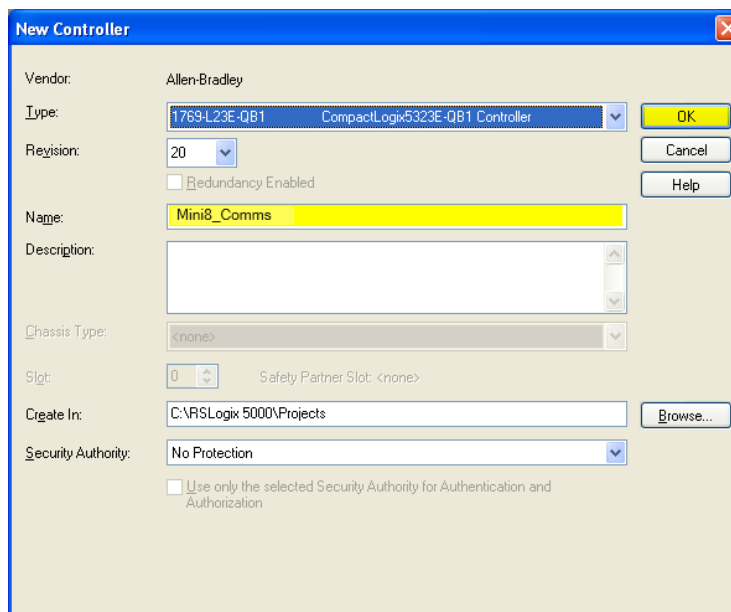 New Controller
Vendor: Allen-Bradley
Type: 1769-L23E-QB1 CompactLogix5323E-QB1 Controller OK
Revision: 20 Cancel
Redundancy Enabled Help
Name: Mini8_Comms
Description:
Chassis Type: <none>
Slot: 0 Safety Partner Slot: <none>
Create In: C:\RSLogix 5000\Projects Browse...
Security Authority: No Protection
Use only the selected Security Authority for Authentication and
Authorization